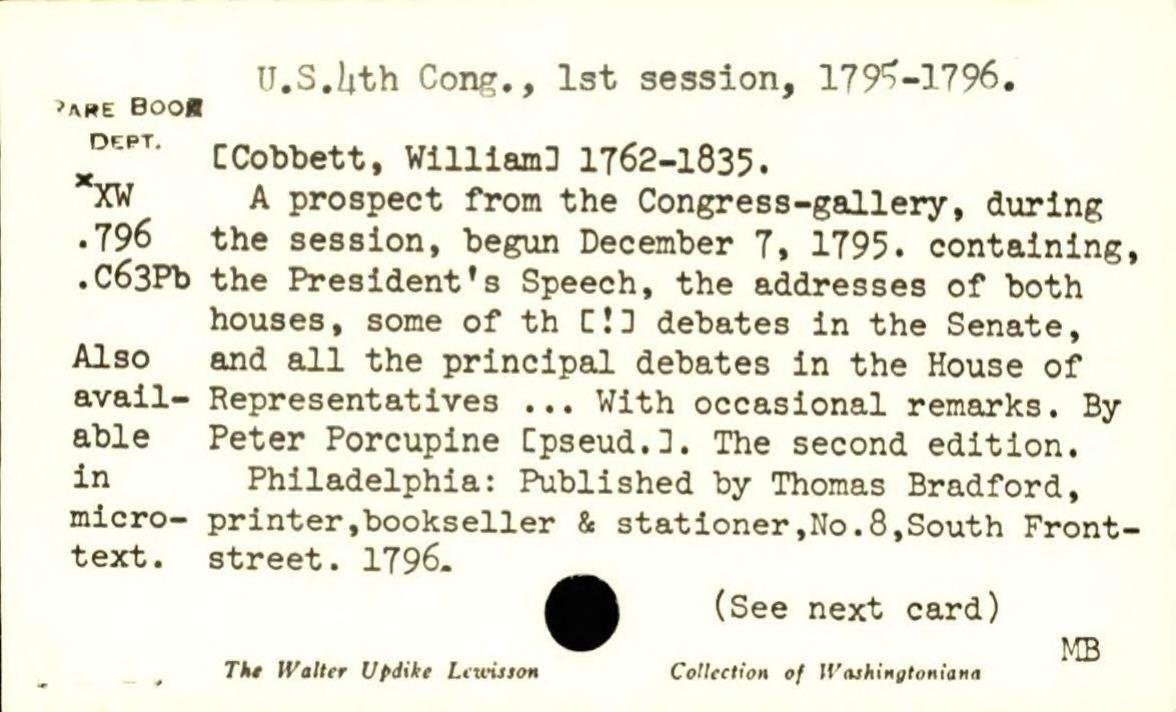 U.S.4th Cong., 1st session, 1795-1796.
RARE BOOK
DEPT.
[Cobbett, William] 1762-1835.
*XW A prospect from the Congress-gallery, during
.796 the session, begun December 7, 1795. containing,
.C63Pb the President's Speech, the addresses of both
houses, some of th [!] debates in the Senate,
Also and all the principal debates in the House of
avail- Representatives ... With occasional remarks. By
able Peter Porcupine [pseud.]. The second edition.
in Philadelphia: Published by Thomas Bradford,
micro- printer,bookseller & stationer,No.8,South Front-
text. street. 1796.
(See next card)
MB
The Walter Updike Lewisson Collection of Washingtoniana